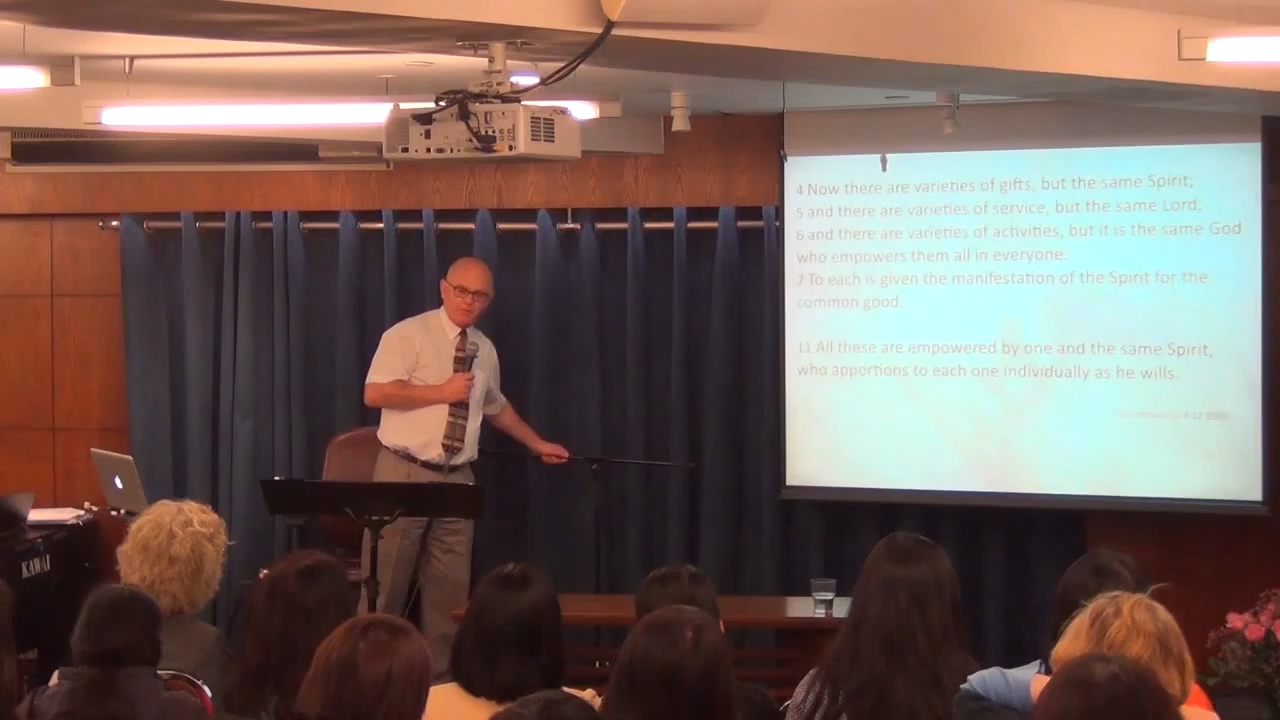 4 Now there are varieties of gifts, but the same Spirit;
5 and there are varieties of service, but the same Lord;
6 and there are varieties of activities, but it is the same God
who empowers them all in everyone.
7 To each is given the manifestation of the Spirit for the
common good.
11 All these are empowered by one and the same Spirit,
who apportions to each one individually as he wills.
KAWAI